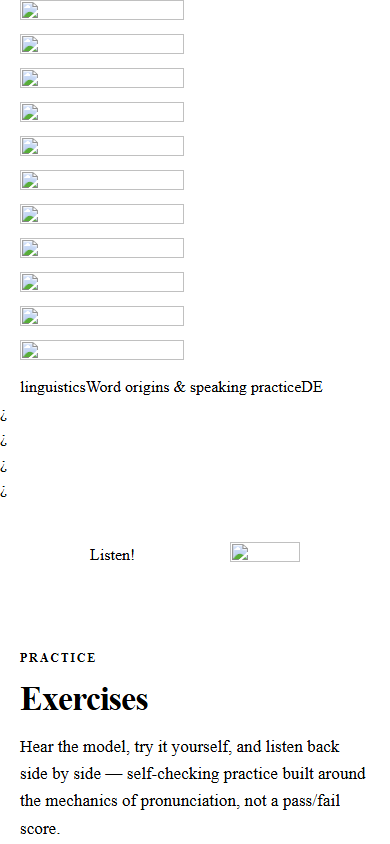 linguisticsWord origins & speaking practiceDE
¿
¿
¿
¿
Listen!
PRACTICE
Exercises
Hear the model, try it yourself, and listen back
side by side — self-checking practice built around
the mechanics of pronunciation, not a pass/fail
score.